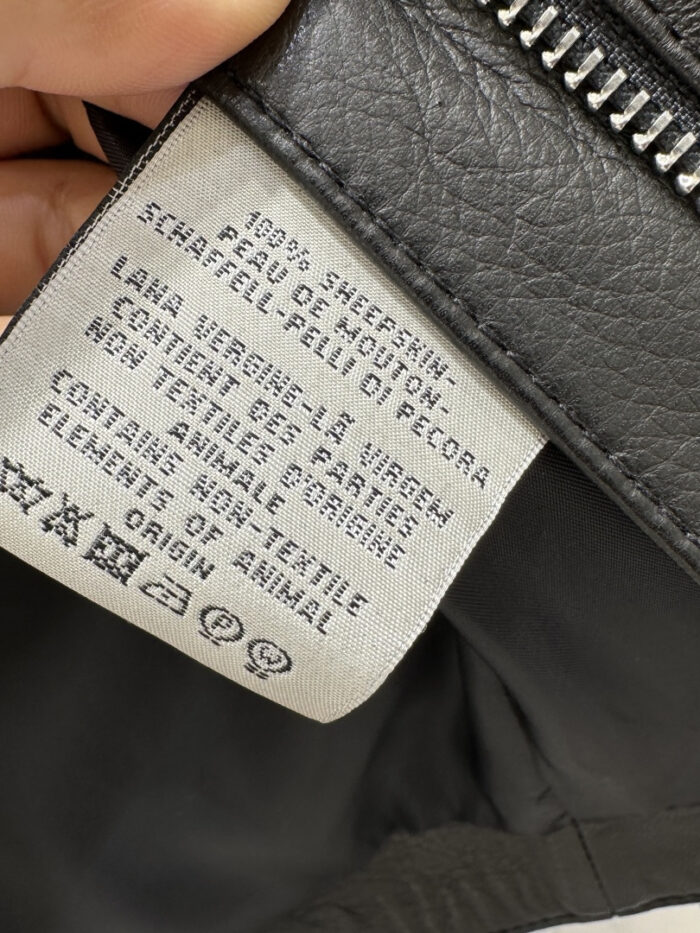 100% SHEEPSKIN-
PEAU DE MOUTON-
SCHAFFELL-PELLI DI PECORA
LANA VERGINE-LÃ VIRGEM
CONTIENT DES PARTIES
NON TEXTILES D'ORIGINE
ANIMALE
CONTAINS NON-TEXTILE
ELEMENTS OF ANIMAL
ORIGIN
P W